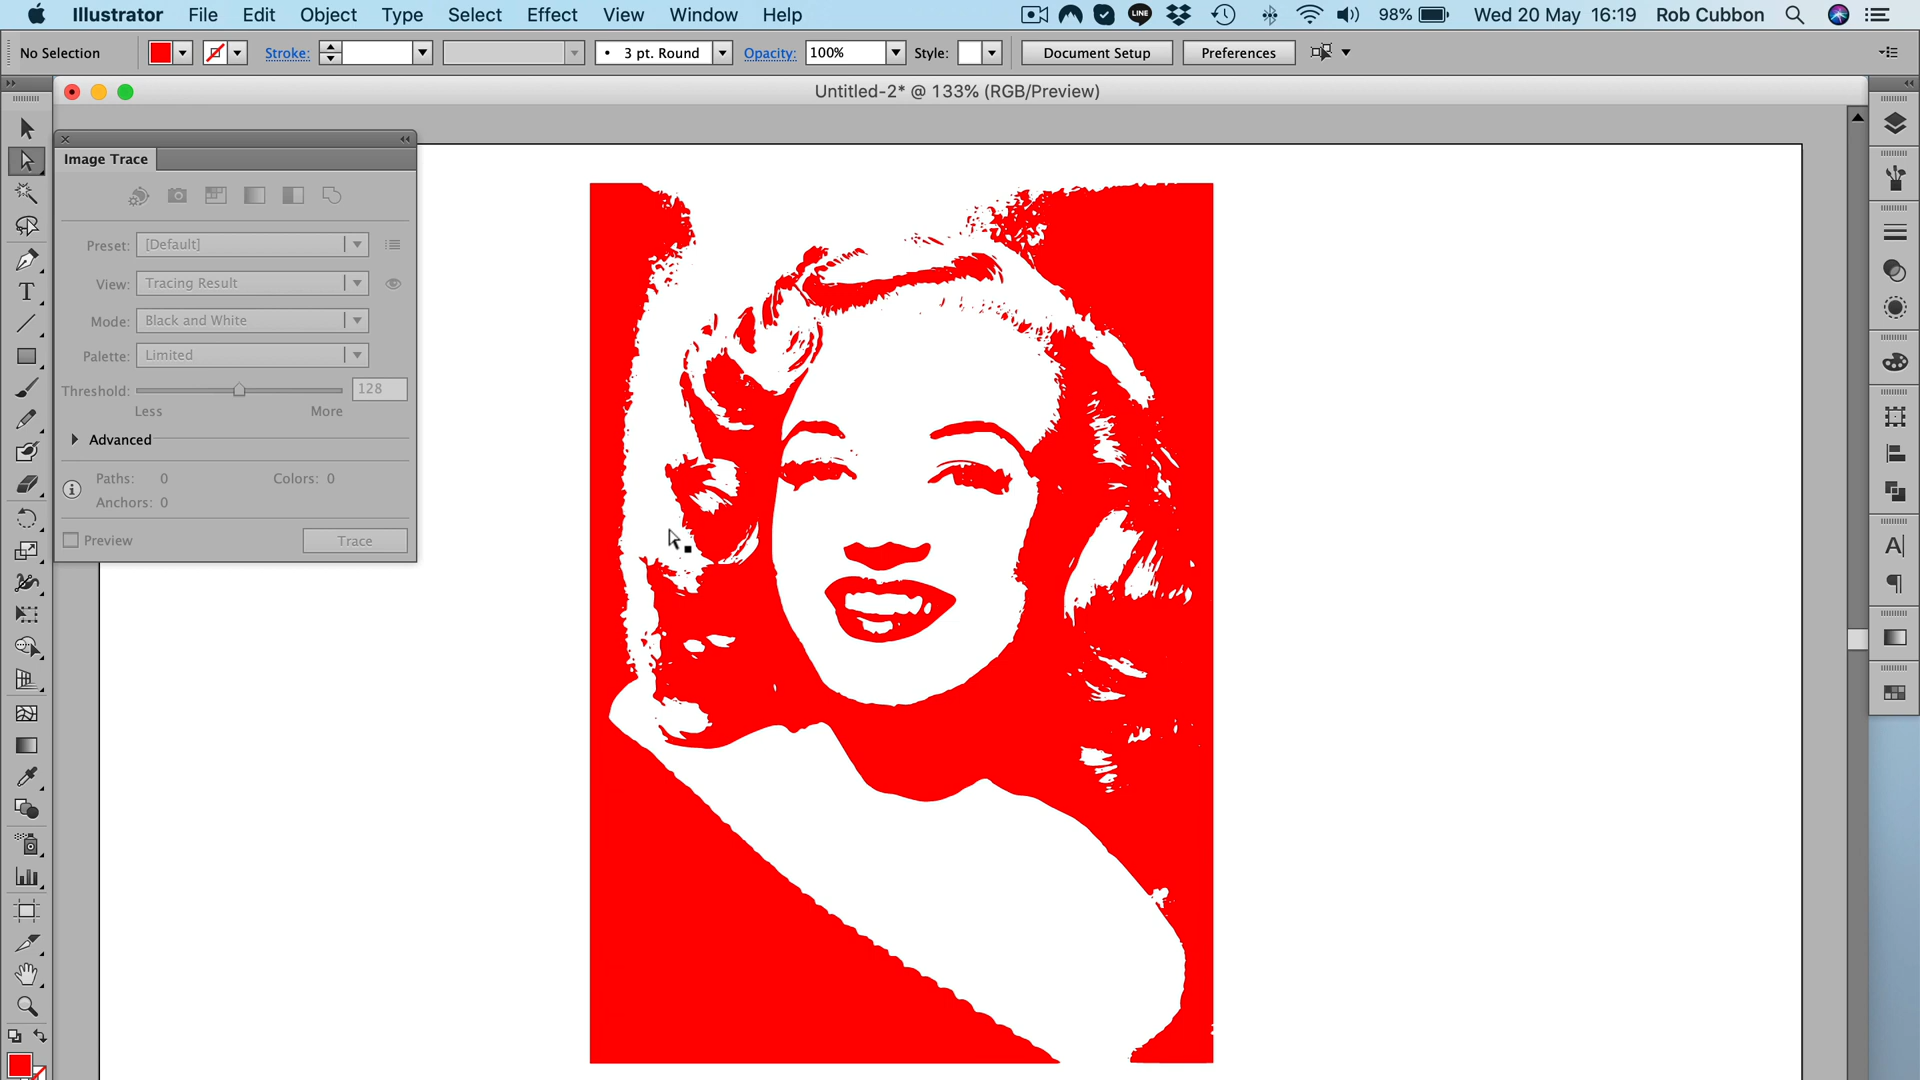 Illustrator File Edit Object Type Select Effect View Window Help LINE 98% Wed 20 May 16:19 Rob Cubbon
No Selection Stroke: 3 pt. Round Opacity: 100% Style: Document Setup Preferences
Untitled-2* @ 133% (RGB/Preview)
Image Trace
Preset: [Default]
View: Tracing Result
Mode: Black and White
Palette: Limited
Threshold: 128
Less More
Advanced
Paths: 0 Colors: 0
Anchors: 0
Preview Trace